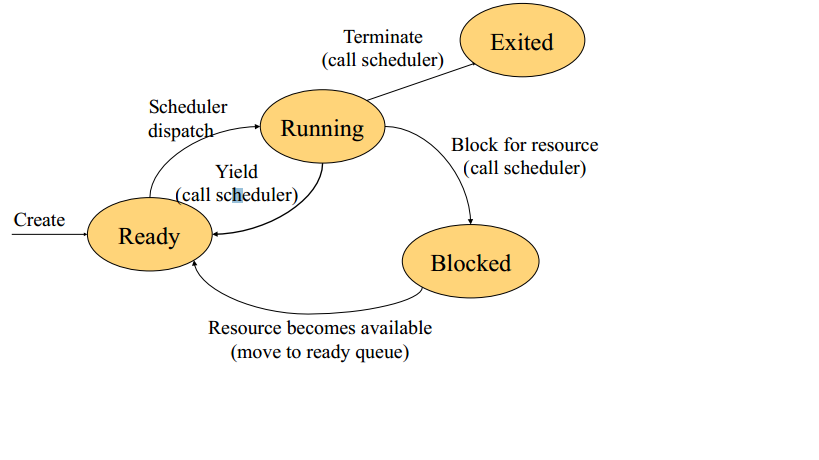 Terminate
(call scheduler)
Exited
Scheduler
dispatch
Running
Block for resource
(call scheduler)
Yield
(call scheduler)
Create
Ready
Blocked
Resource becomes available
(move to ready queue)